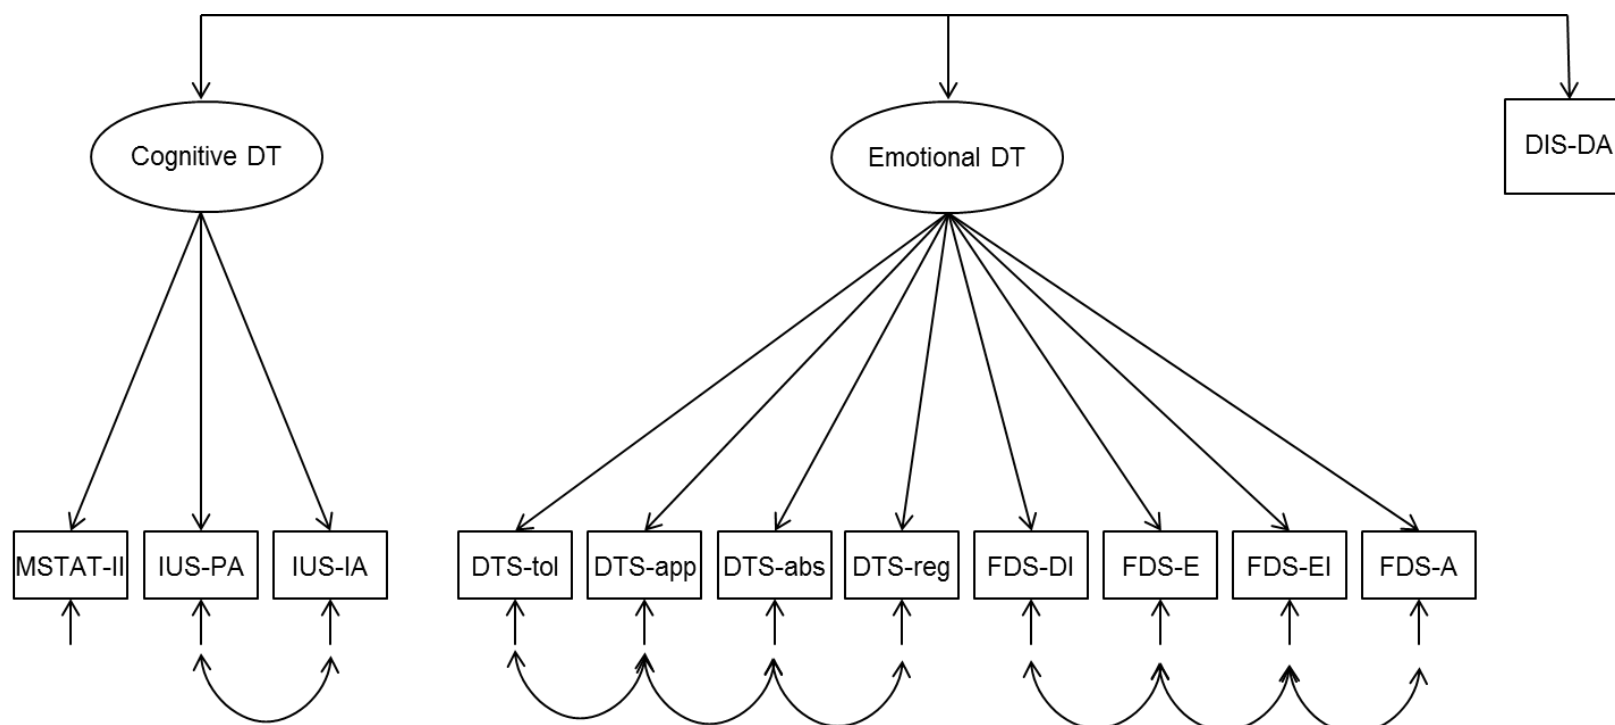 Cognitive DT
Emotional DT
DIS-DA
MSTAT-II
IUS-PA
IUS-IA
DTS-tol
DTS-app
DTS-abs
DTS-reg
FDS-DI
FDS-E
FDS-EI
FDS-A